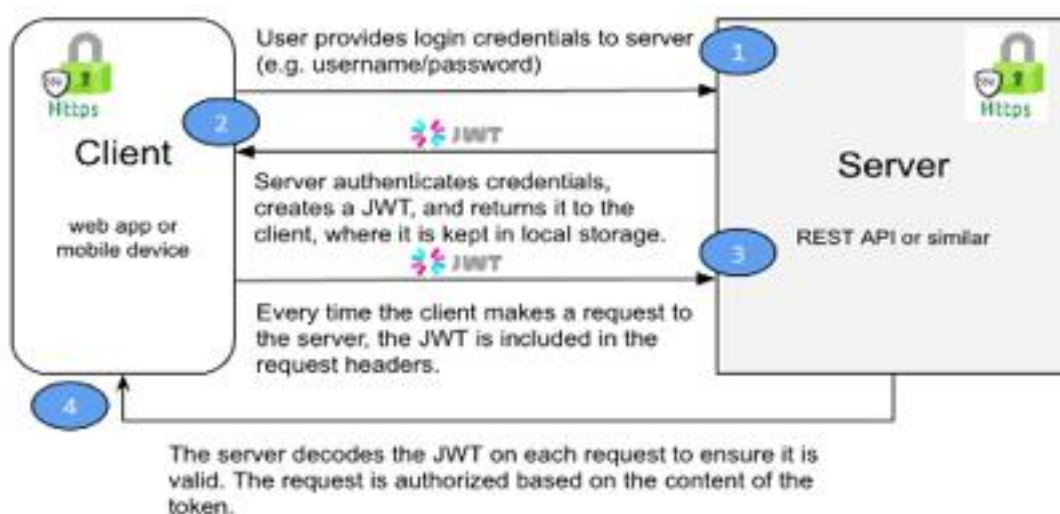 User provides login credentials to server
(e.g. username/password)
1
Https
Https
2
JWT
Client
Server
Server authenticates credentials,
creates a JWT, and returns it to the
client, where it is kept in local storage.
web app or
mobile device
REST API or similar
3
JWT
Every time the client makes a request to
the server, the JWT is included in the
request headers.
4
The server decodes the JWT on each request to ensure it is
valid. The request is authorized based on the content of the
token.